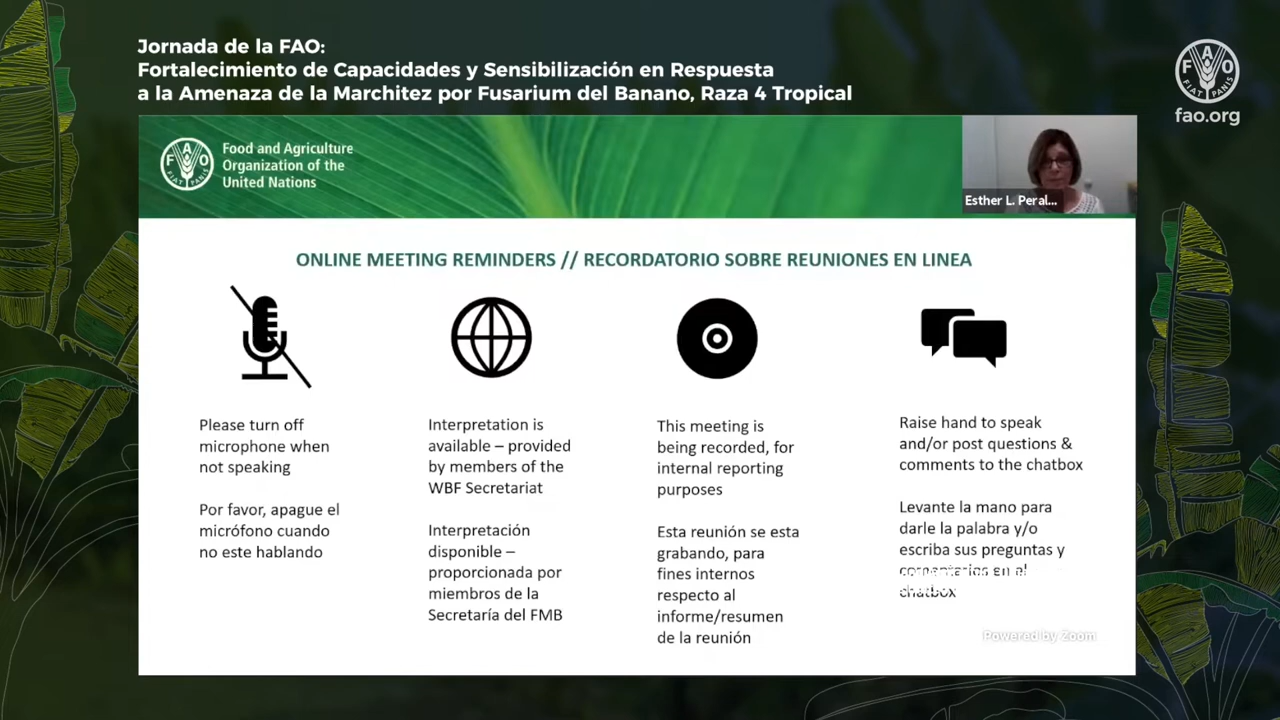 Jornada de la FAO:
Fortalecimiento de Capacidades y Sensibilización en Respuesta
a la Amenaza de la Marchitez por Fusarium del Banano, Raza 4 Tropical
FAO
FIAT PANIS
fao.org
FAO
FIAT PANIS
Food and Agriculture
Organization of the
United Nations
Esther L. Peral...
ONLINE MEETING REMINDERS // RECORDATORIO SOBRE REUNIONES EN LINEA
Please turn off
microphone when
not speaking
Por favor, apague el
micrófono cuando
no este hablando
Interpretation is
available – provided
by members of the
WBF Secretariat
Interpretación
disponible –
proporcionada por
miembros de la
Secretaría del FMB
This meeting is
being recorded, for
internal reporting
purposes
Esta reunión se esta
grabando, para
fines internos
respecto al
informe/resumen
de la reunión
Raise hand to speak
and/or post questions &
comments to the chatbox
Levante la mano para
darle la palabra y/o
escriba sus preguntas y
comentarios en el
chatbox
Powered by Zoom